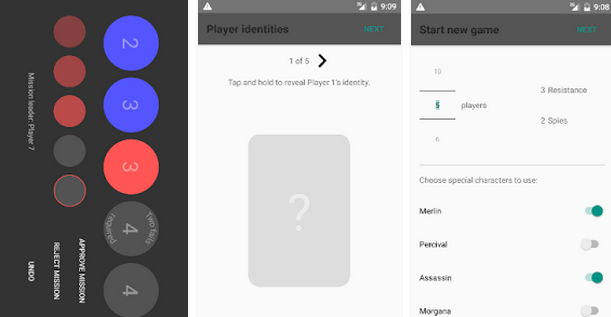 2
3
3
4
Two fails
required
4
Mission leader: Player 7
APPROVE MISSION
REJECT MISSION
UNDO
9:09
Player identities NEXT
1 of 5
Tap and hold to reveal Player 1's identity.
?
9:08
Start new game NEXT
10
5 players
6
3 Resistance
2 Spies
Choose special characters to use:
Merlin
Percival
Assassin
Morgana